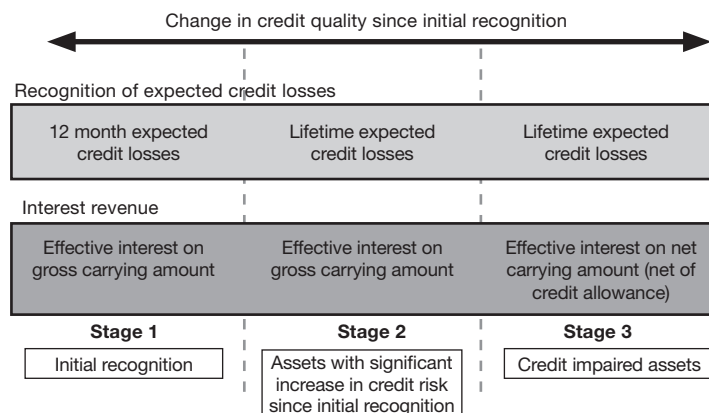 Change in credit quality since initial recognition
Recognition of expected credit losses
12 month expected
credit losses
Lifetime expected
credit losses
Lifetime expected
credit losses
Interest revenue
Effective interest on
gross carrying amount
Effective interest on
gross carrying amount
Effective interest on net
carrying amount (net of
credit allowance)
Stage 1
Stage 2
Stage 3
Initial recognition
Assets with significant
increase in credit risk
since initial recognition
Credit impaired assets